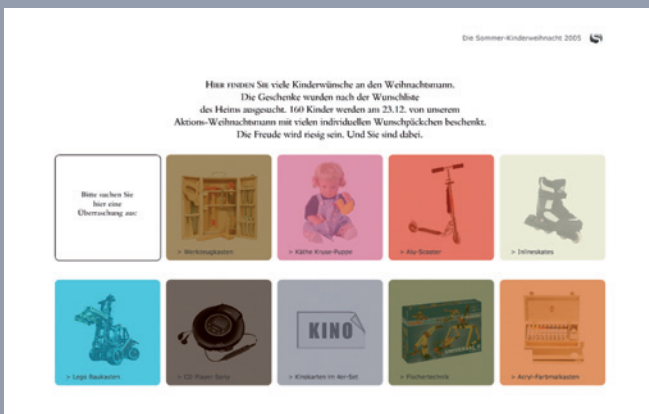 Die Sommer-Kinderweihnacht 2005
HIER FINDEN SIE viele Kinderwünsche an den Weihnachtsmann.
Die Geschenke wurden nach der Wunschliste
des Heims ausgesucht. 160 Kinder werden am 23.12. von unserem
Aktions-Weihnachtsmann mit vielen individuellen Wunschpäckchen beschenkt.
Die Freude wird riesig sein. Und Sie sind dabei.
Bitte suchen Sie
hier eine
Überraschung aus:
> Werkzeugkasten
> Käthe Kruse-Puppe
> Alu-Scooter
> Inlineskates
KINO
> Lego Baukasten
> CD Player Sony
> Kinokarten im 4er-Set
> Fischertechnik
> Acryl-Farbmalkasten